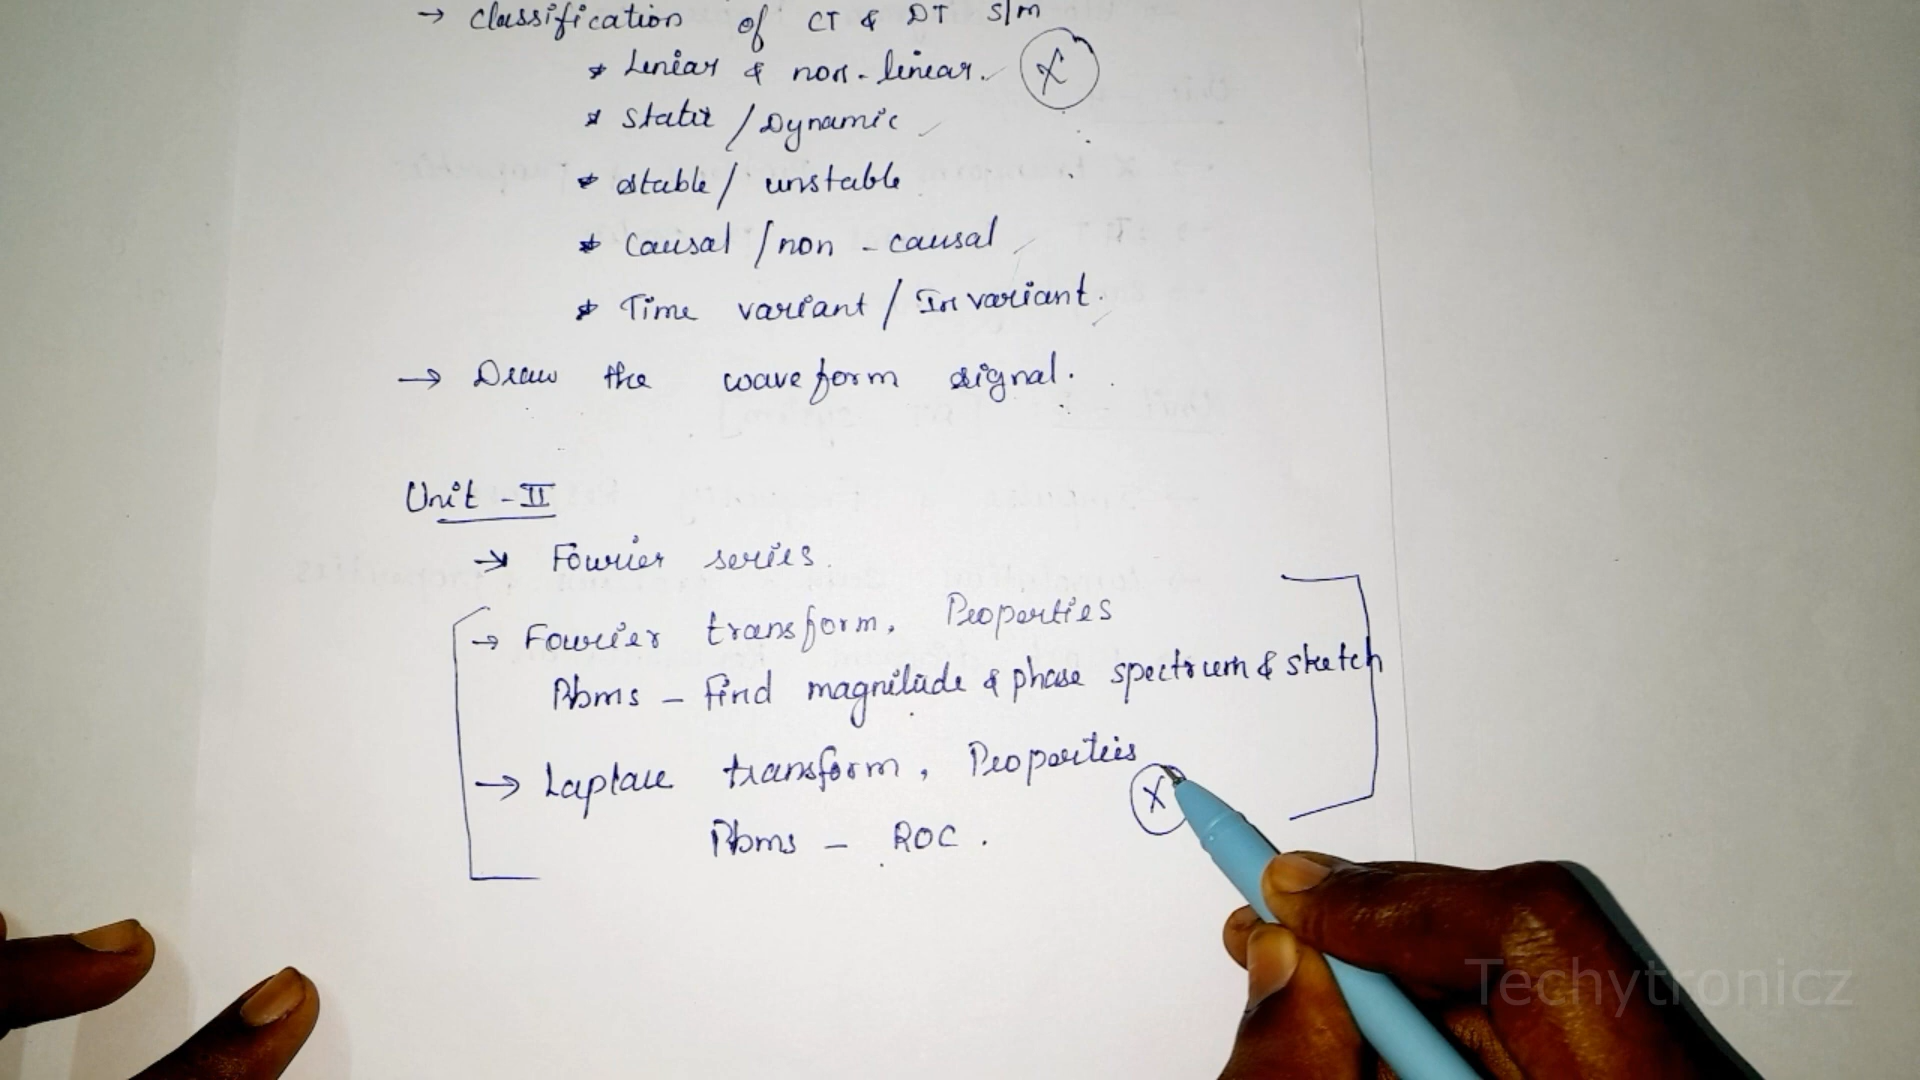 → Classification of CT & DT S/m
* Linear & non-linear. X
* Static / Dynamic
* stable / unstable
* Causal / non - causal
* Time variant / Invariant.
→ Draw the waveform signal.
Unit - II
→ Fourier series.
→ Fourier transform, Properties
Pbms - Find magnitude & phase spectrum & sketch
→ Laplace transform, Properties
X
Pbms - ROC.
Techytronicz